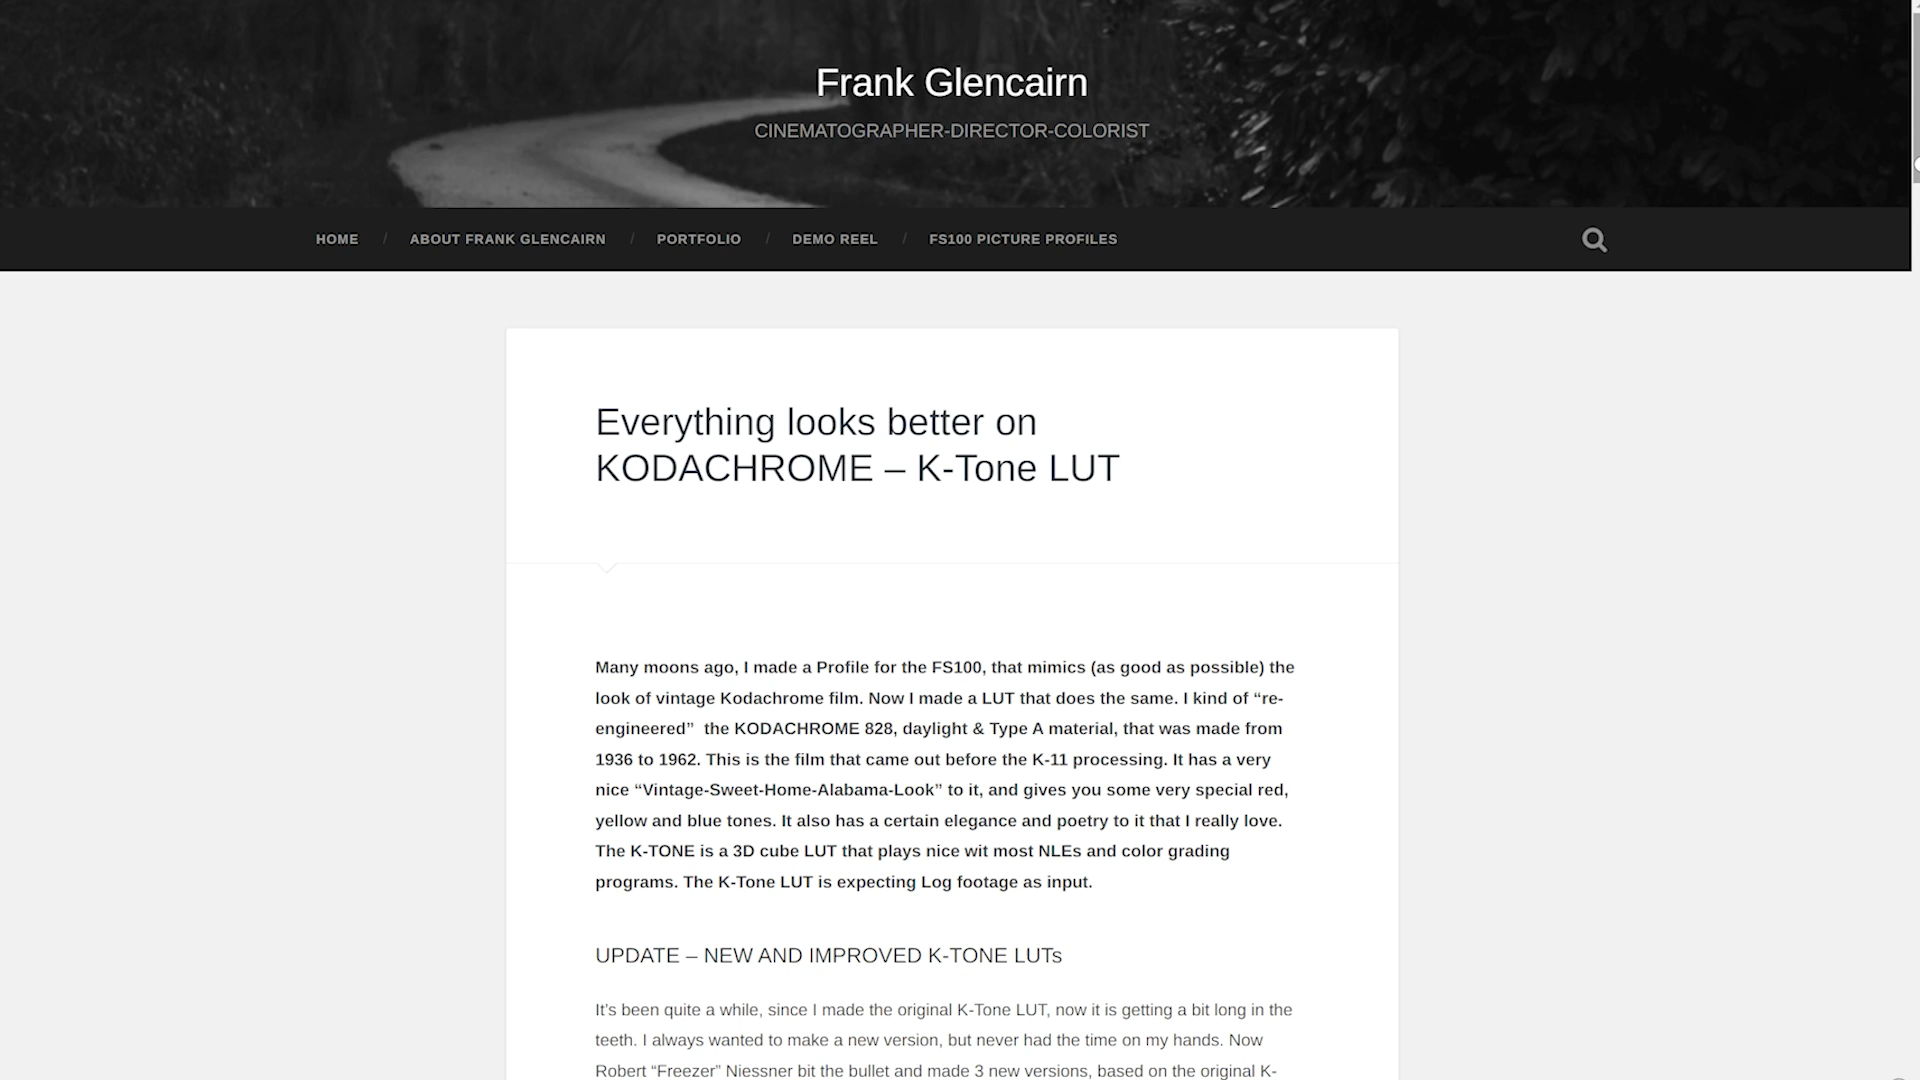 Frank Glencairn
CINEMATOGRAPHER-DIRECTOR-COLORIST
HOME / ABOUT FRANK GLENCAIRN / PORTFOLIO / DEMO REEL / FS100 PICTURE PROFILES
Everything looks better on
KODACHROME – K-Tone LUT
Many moons ago, I made a Profile for the FS100, that mimics (as good as possible) the
look of vintage Kodachrome film. Now I made a LUT that does the same. I kind of “re-
engineered”  the KODACHROME 828, daylight & Type A material, that was made from
1936 to 1962. This is the film that came out before the K-11 processing. It has a very
nice “Vintage-Sweet-Home-Alabama-Look” to it, and gives you some very special red,
yellow and blue tones. It also has a certain elegance and poetry to it that I really love.
The K-TONE is a 3D cube LUT that plays nice wit most NLEs and color grading
programs. The K-Tone LUT is expecting Log footage as input.
UPDATE – NEW AND IMPROVED K-TONE LUTs
It’s been quite a while, since I made the original K-Tone LUT, now it is getting a bit long in the
teeth. I always wanted to make a new version, but never had the time on my hands. Now
Robert “Freezer” Niessner bit the bullet and made 3 new versions, based on the original K-